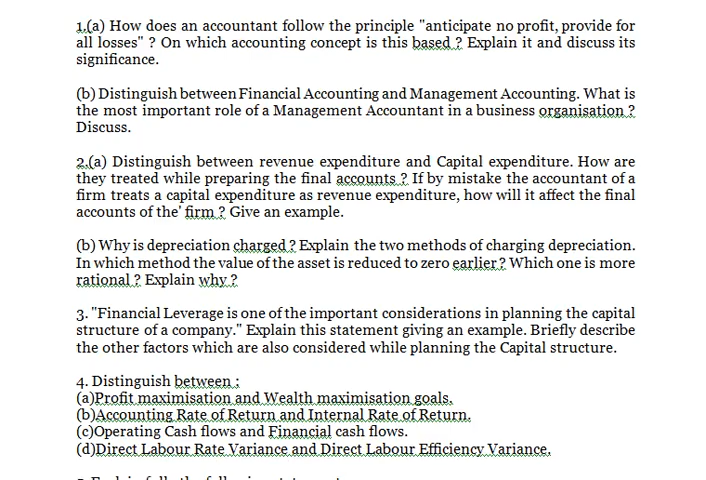 1.(a) How does an accountant follow the principle "anticipate no profit, provide for
all losses" ? On which accounting concept is this based ? Explain it and discuss its
significance.
(b) Distinguish between Financial Accounting and Management Accounting. What is
the most important role of a Management Accountant in a business organisation ?
Discuss.
2.(a) Distinguish between revenue expenditure and Capital expenditure. How are
they treated while preparing the final accounts ? If by mistake the accountant of a
firm treats a capital expenditure as revenue expenditure, how will it affect the final
accounts of the' firm ? Give an example.
(b) Why is depreciation charged ? Explain the two methods of charging depreciation.
In which method the value of the asset is reduced to zero earlier ? Which one is more
rational ? Explain why ?
3. "Financial Leverage is one of the important considerations in planning the capital
structure of a company." Explain this statement giving an example. Briefly describe
the other factors which are also considered while planning the Capital structure.
4. Distinguish between :
(a)Profit maximisation and Wealth maximisation goals.
(b)Accounting Rate of Return and Internal Rate of Return.
(c)Operating Cash flows and Financial cash flows.
(d)Direct Labour Rate Variance and Direct Labour Efficiency Variance.